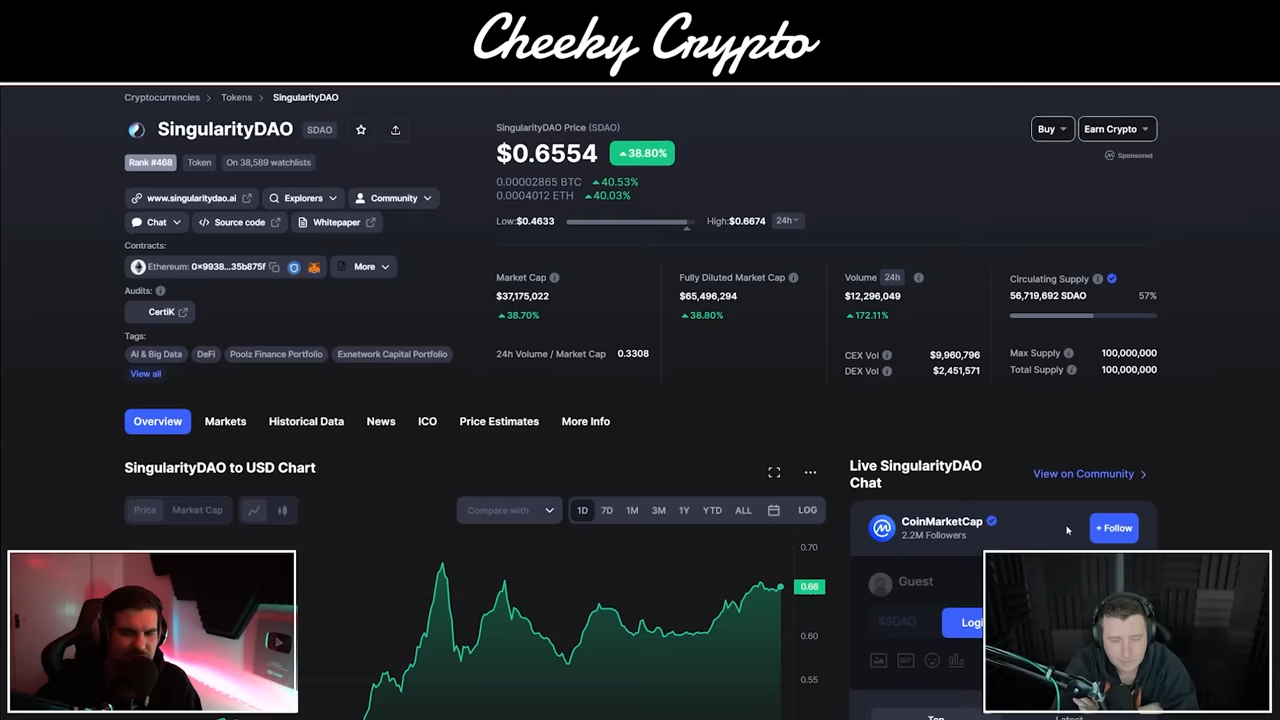 Cheeky Crypto
Cryptocurrencies > Tokens > SingularityDAO
SingularityDAO SDAO
Rank #468 Token On 38,589 watchlists
www.singularitydao.ai Explorers Community
Chat Source code Whitepaper
Contracts:
Ethereum: 0x9938...35b875f More
Audits:
CertiK
Tags:
AI & Big Data DeFi Poolz Finance Portfolio Exnetwork Capital Portfolio
View all
SingularityDAO Price (SDAO)
$0.6554 38.80%
0.00002865 BTC 40.53%
0.0004012 ETH 40.03%
Low:$0.4633 High:$0.6674 24h
Buy Earn Crypto
Sponsored
Market Cap
$37,175,022
38.70%
24h Volume / Market Cap 0.3308
Fully Diluted Market Cap
$65,496,294
38.80%
Volume 24h
$12,296,049
172.11%
CEX Vol $9,960,796
DEX Vol $2,451,571
Circulating Supply
56,719,692 SDAO 57%
Max Supply 100,000,000
Total Supply 100,000,000
Overview Markets Historical Data News ICO Price Estimates More Info
SingularityDAO to USD Chart
Price Market Cap Compare with 1D 7D 1M 3M 1Y YTD ALL LOG
0.70
0.66
0.60
0.55
Live SingularityDAO
Chat
View on Community >
CoinMarketCap
2.2M Followers
+ Follow
Guest
$SDAO
Logi
GIF